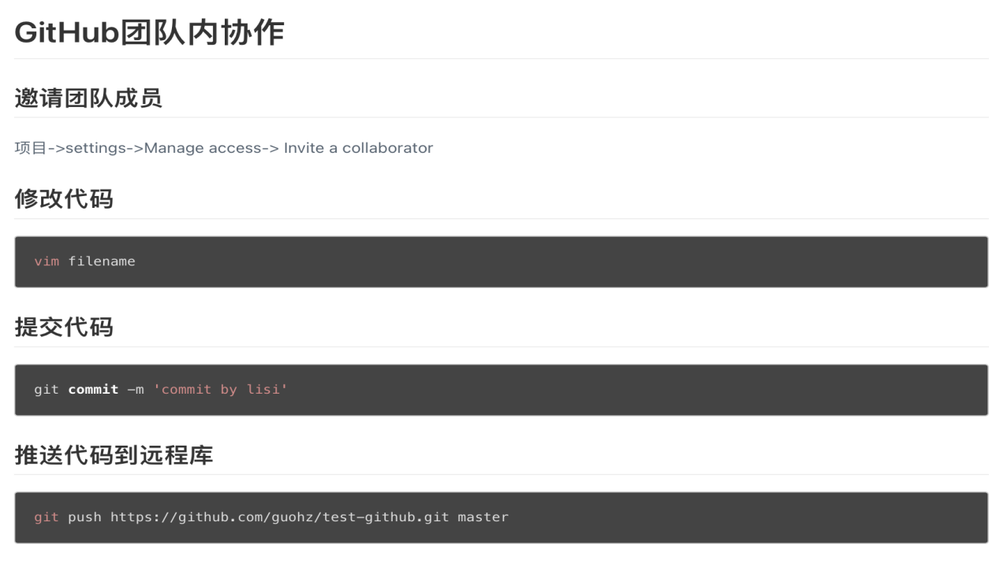 GitHub团队内协作
邀请团队成员
项目->settings->Manage access-> Invite a collaborator
修改代码
vim filename
提交代码
git commit -m 'commit by lisi'
推送代码到远程库
git push https://github.com/guohz/test-github.git master